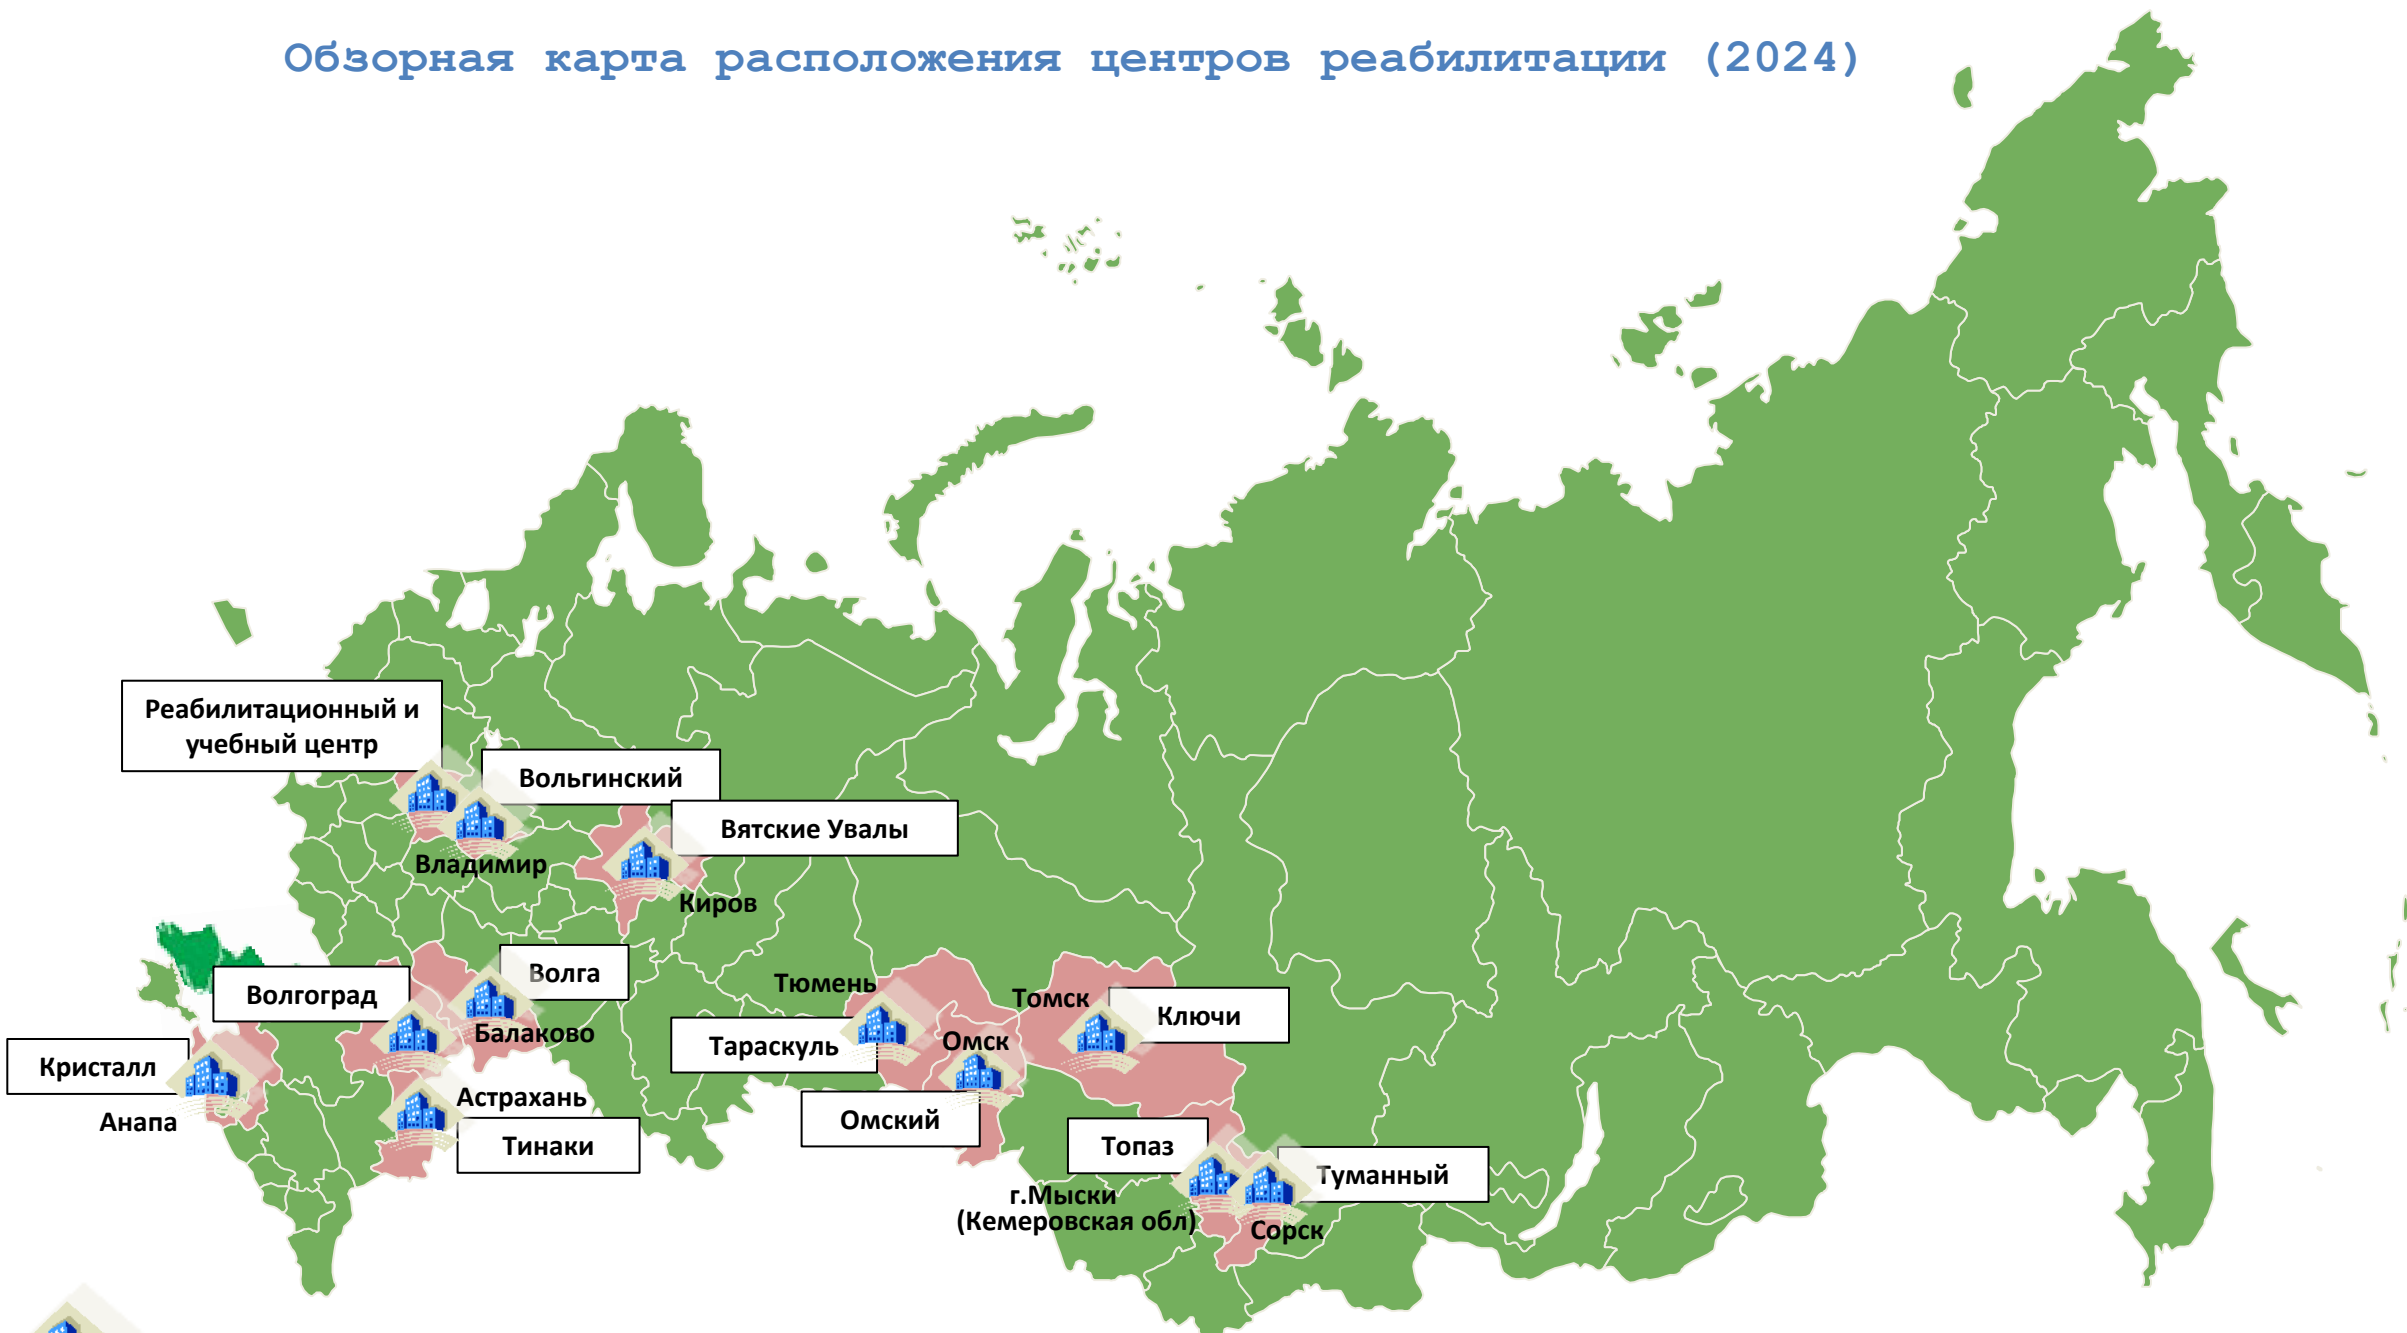 Обзорная карта расположения центров реабилитации (2024)
Реабилитационный и
учебный центр
Вольгинский
Вятские Увалы
Владимир
Киров
Волга
Волгоград
Балаково
Тюмень
Томск
Ключи
Тараскуль
Омск
Кристалл
Анапа
Астрахань
Тинаки
Омский
Топаз
Туманный
г.Мыски
(Кемеровская обл)
Сорск